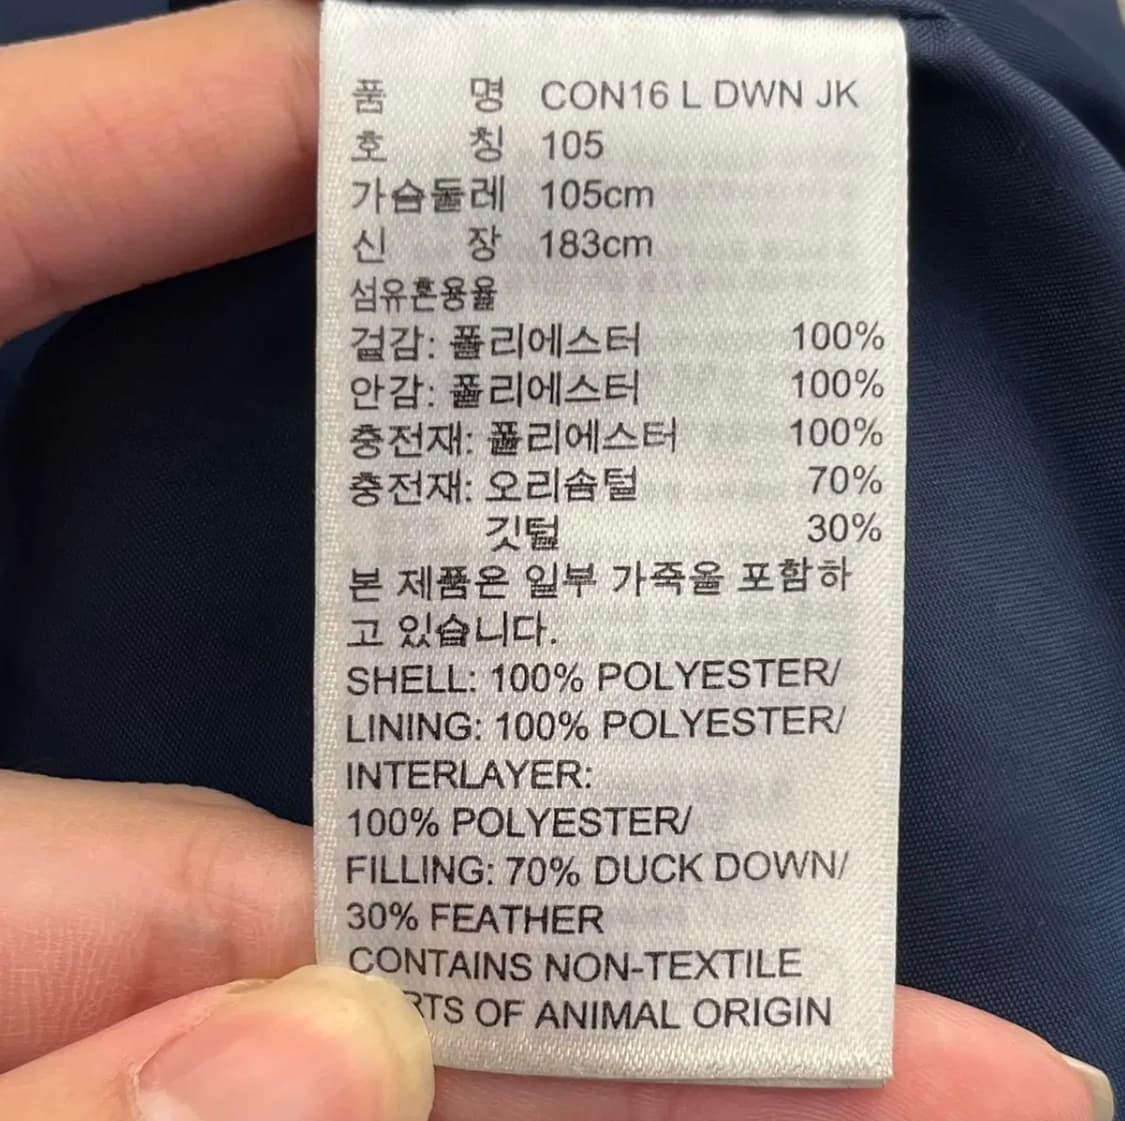 품 명 CON16 L DWN JK
호 칭 105
가슴둘레 105cm
신 장 183cm
섬유혼용율
겉감: 폴리에스터 100%
안감: 폴리에스터 100%
충전재: 폴리에스터 100%
충전재: 오리솜털 70%
깃털 30%
본 제품은 일부 가죽을 포함하
고 있습니다.
SHELL: 100% POLYESTER/
LINING: 100% POLYESTER/
INTERLAYER:
100% POLYESTER/
FILLING: 70% DUCK DOWN/
30% FEATHER
CONTAINS NON-TEXTILE
OF ANIMAL ORIGIN